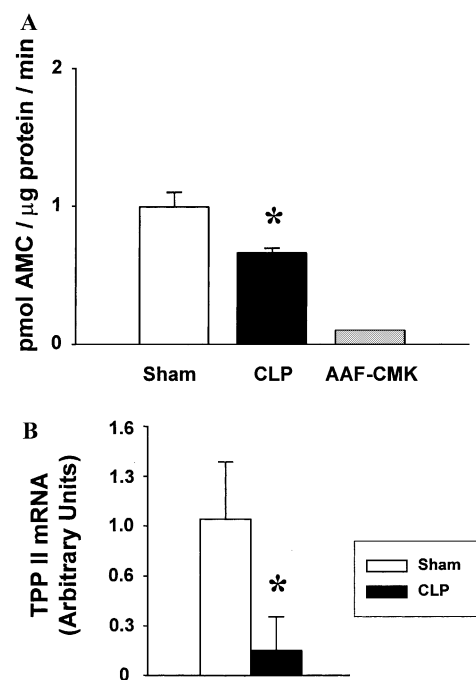 A
pmol AMC / µg protein / min
2
1
0
*
Sham CLP AAF-CMK
B
TPP II mRNA
(Arbitrary Units)
1.6
1.3
1.0
0.6
0.3
0
*
Sham
CLP